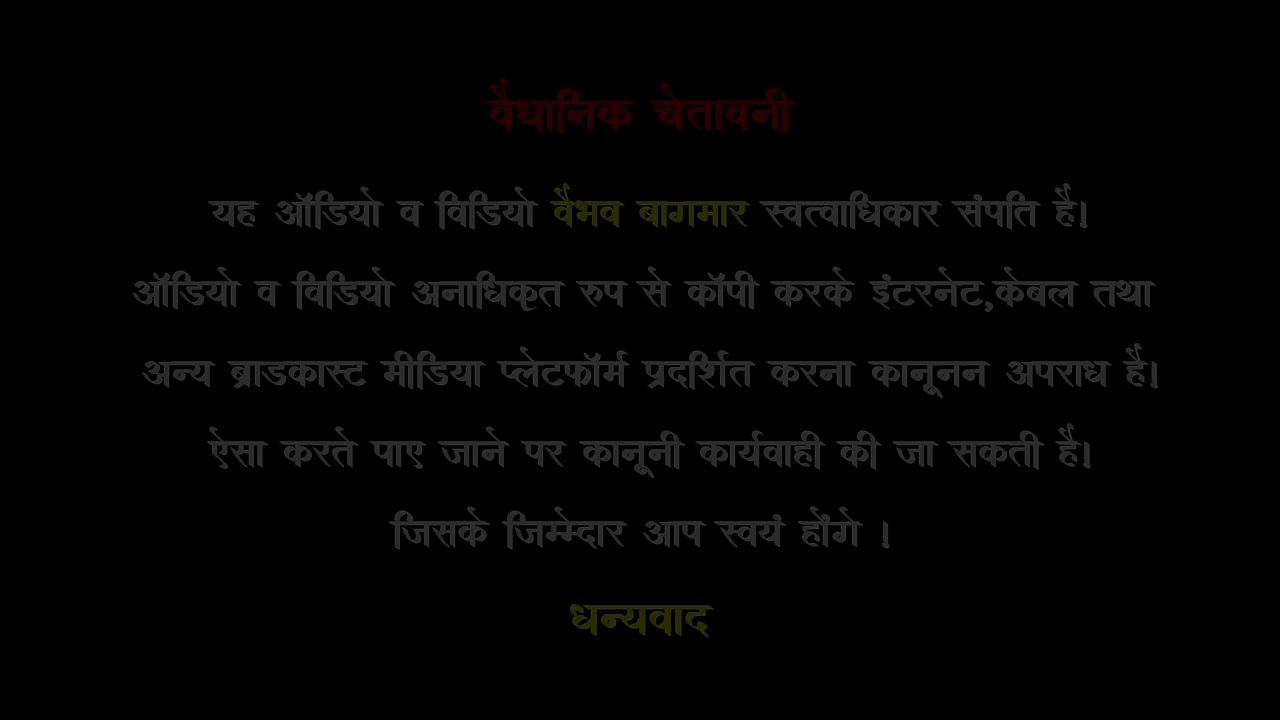 वैधानिक चेतावनी
यह ऑडियो व विडियो वैभव बागमार स्वत्वाधिकार संपति है।
ऑडियो व विडियो अनाधिकृत रुप से कॉपी करके इंटरनेट,केबल तथा
अन्य ब्राडकास्ट मीडिया प्लेटफॉर्म प्रदर्शित करना कानूनन अपराध है।
ऐसा करते पाए जाने पर कानूनी कार्यवाही की जा सकती है।
जिसके जिम्मेदार आप स्वयं होंगे ।
धन्यवाद